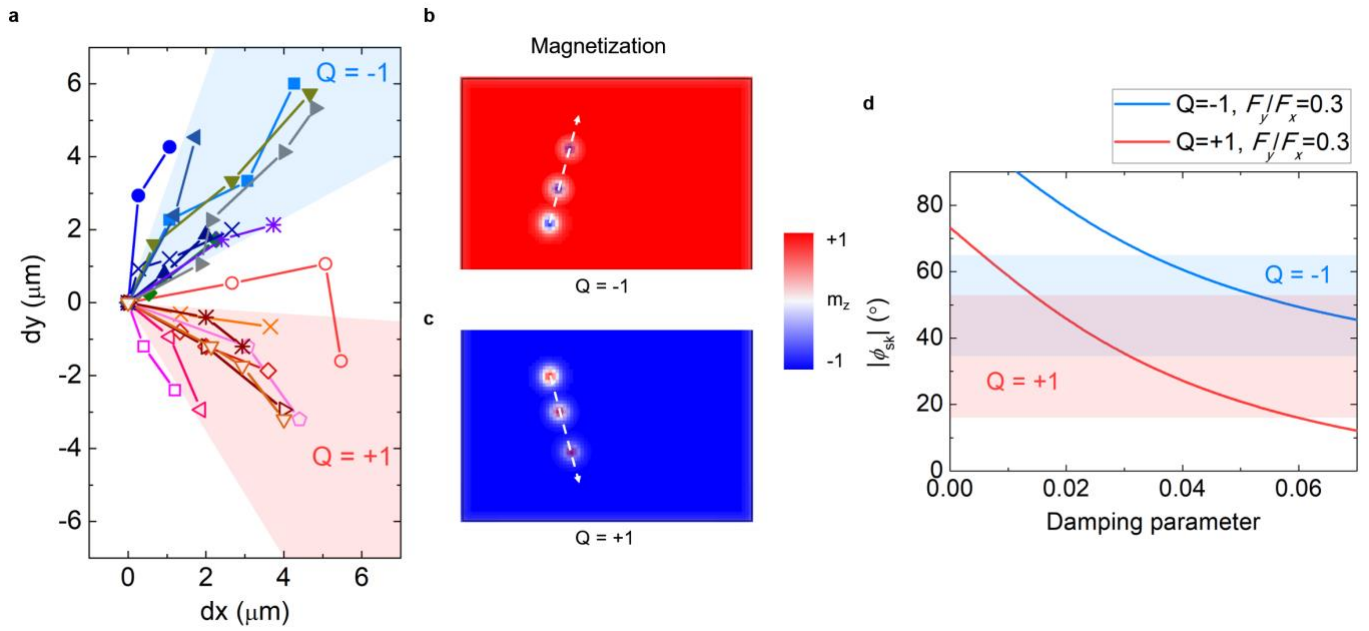 a
6
4
2
0
-2
-4
-6
dy (μm)
Q = -1
Q = +1
0
2
4
6
dx (μm)
b
Magnetization
Q = -1
c
Q = +1
+1
m_z
-1
d
Q=-1, F_y/F_x=0.3
Q=+1, F_y/F_x=0.3
80
60
40
20
0
|ϕ_sk| (°)
Q = -1
Q = +1
0.00
0.02
0.04
0.06
Damping parameter